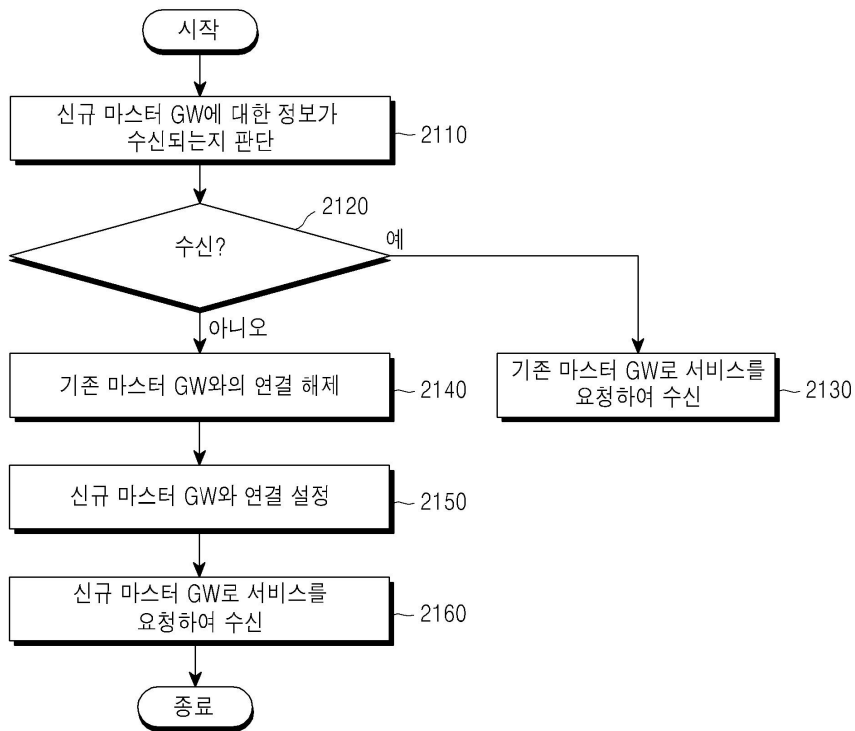 시작
신규 마스터 GW에 대한 정보가
수신되는지 판단
2110
2120
수신?
예
아니오
기존 마스터 GW와의 연결 해제
2140
기존 마스터 GW로 서비스를
요청하여 수신
2130
신규 마스터 GW와 연결 설정
2150
신규 마스터 GW로 서비스를
요청하여 수신
2160
종료